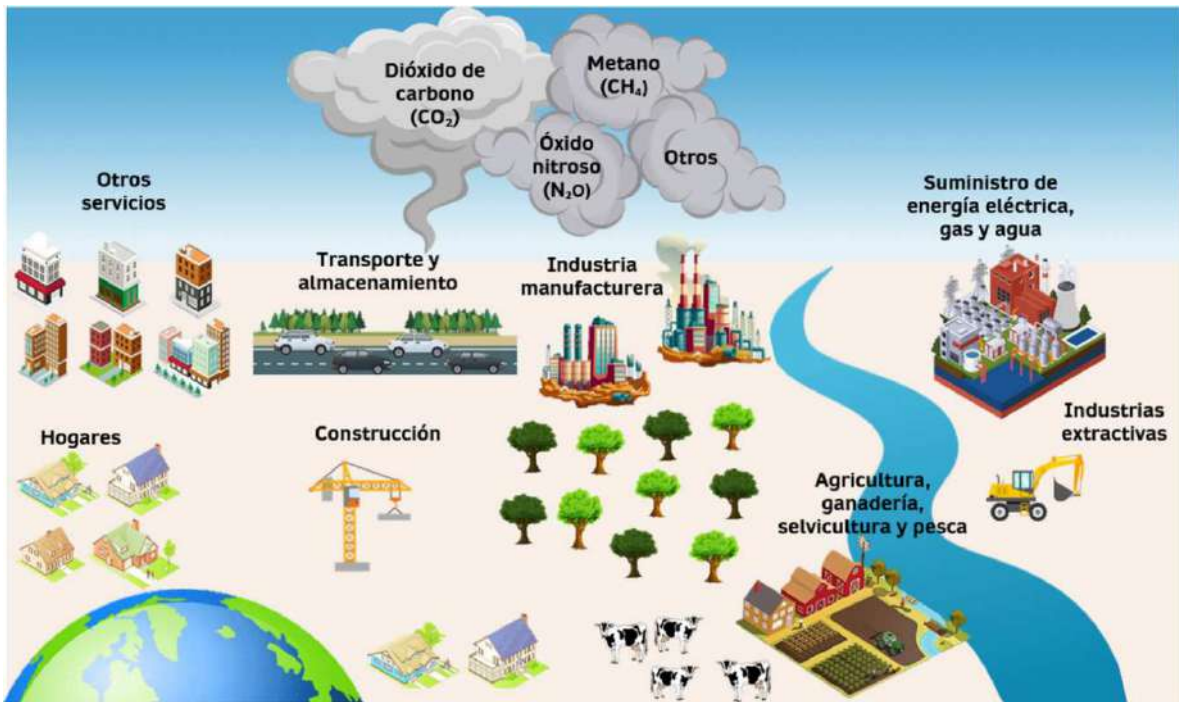 Dióxido de
carbono
(CO₂)
Metano
(CH₄)
Óxido
nitroso
(N₂O)
Otros
Otros
servicios
Transporte y
almacenamiento
Industria
manufacturera
Suministro de
energía eléctrica,
gas y agua
Hogares
Construcción
Industrias
extractivas
Agricultura,
ganadería,
selvicultura y pesca